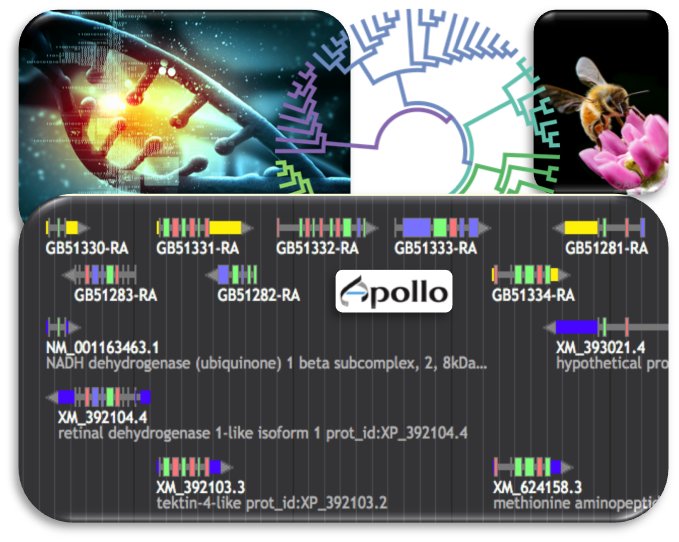 GB51330-RA
GB51331-RA
GB51332-RA
GB51333-RA
GB51281-RA
GB51283-RA
GB51282-RA
Apollo
GB51334-RA
NM_001163463.1
NADH dehydrogenase (ubiquinone) 1 beta subcomplex, 2, 8kDa...
XM_393021.4
hypothetical pro
XM_392104.4
retinal dehydrogenase 1-like isoform 1 prot_id:XP_392104.4
XM_392103.3
tektin-4-like prot_id:XP_392103.2
XM_624158.3
methionine aminopeptid